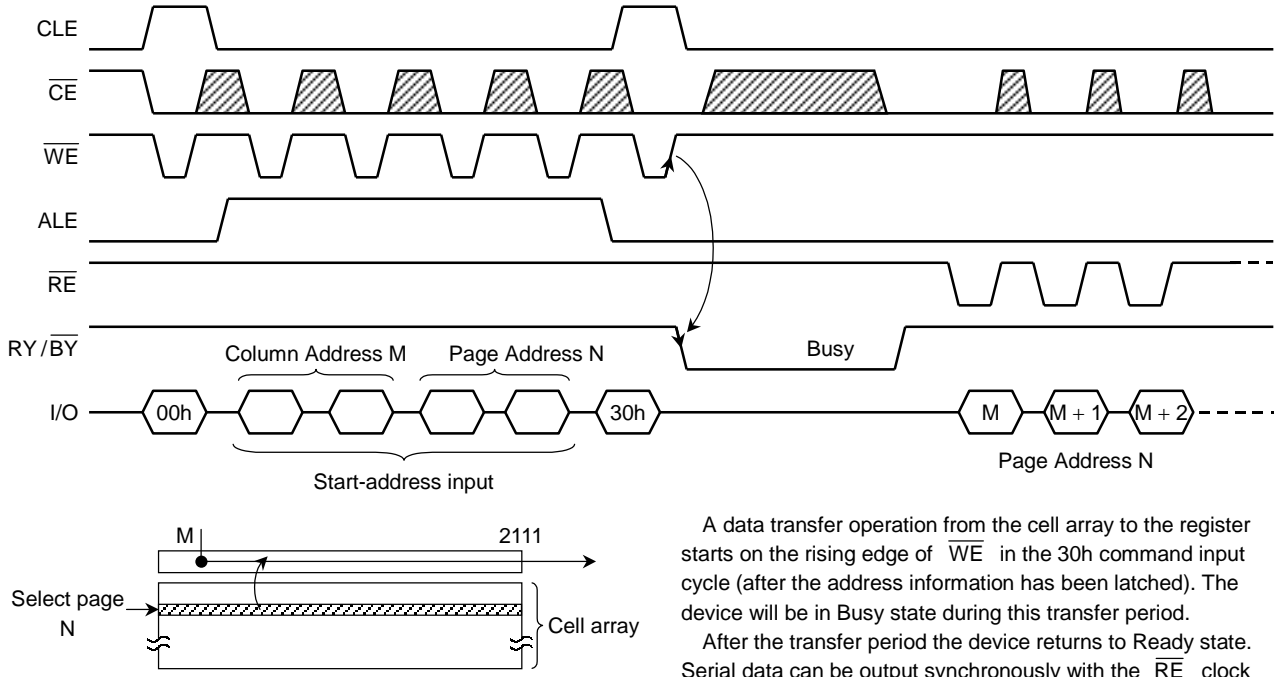 CLE
CE
WE
ALE
RE
RY/BY
Busy
Column Address M
Page Address N
I/O
00h
30h
M
M + 1
M + 2
Start-address input
Page Address N
M
2111
Select page
N
Cell array
A data transfer operation from the cell array to the register
starts on the rising edge of WE in the 30h command input
cycle (after the address information has been latched). The
device will be in Busy state during this transfer period.
After the transfer period the device returns to Ready state.
Serial data can be output synchronously with the RE clock